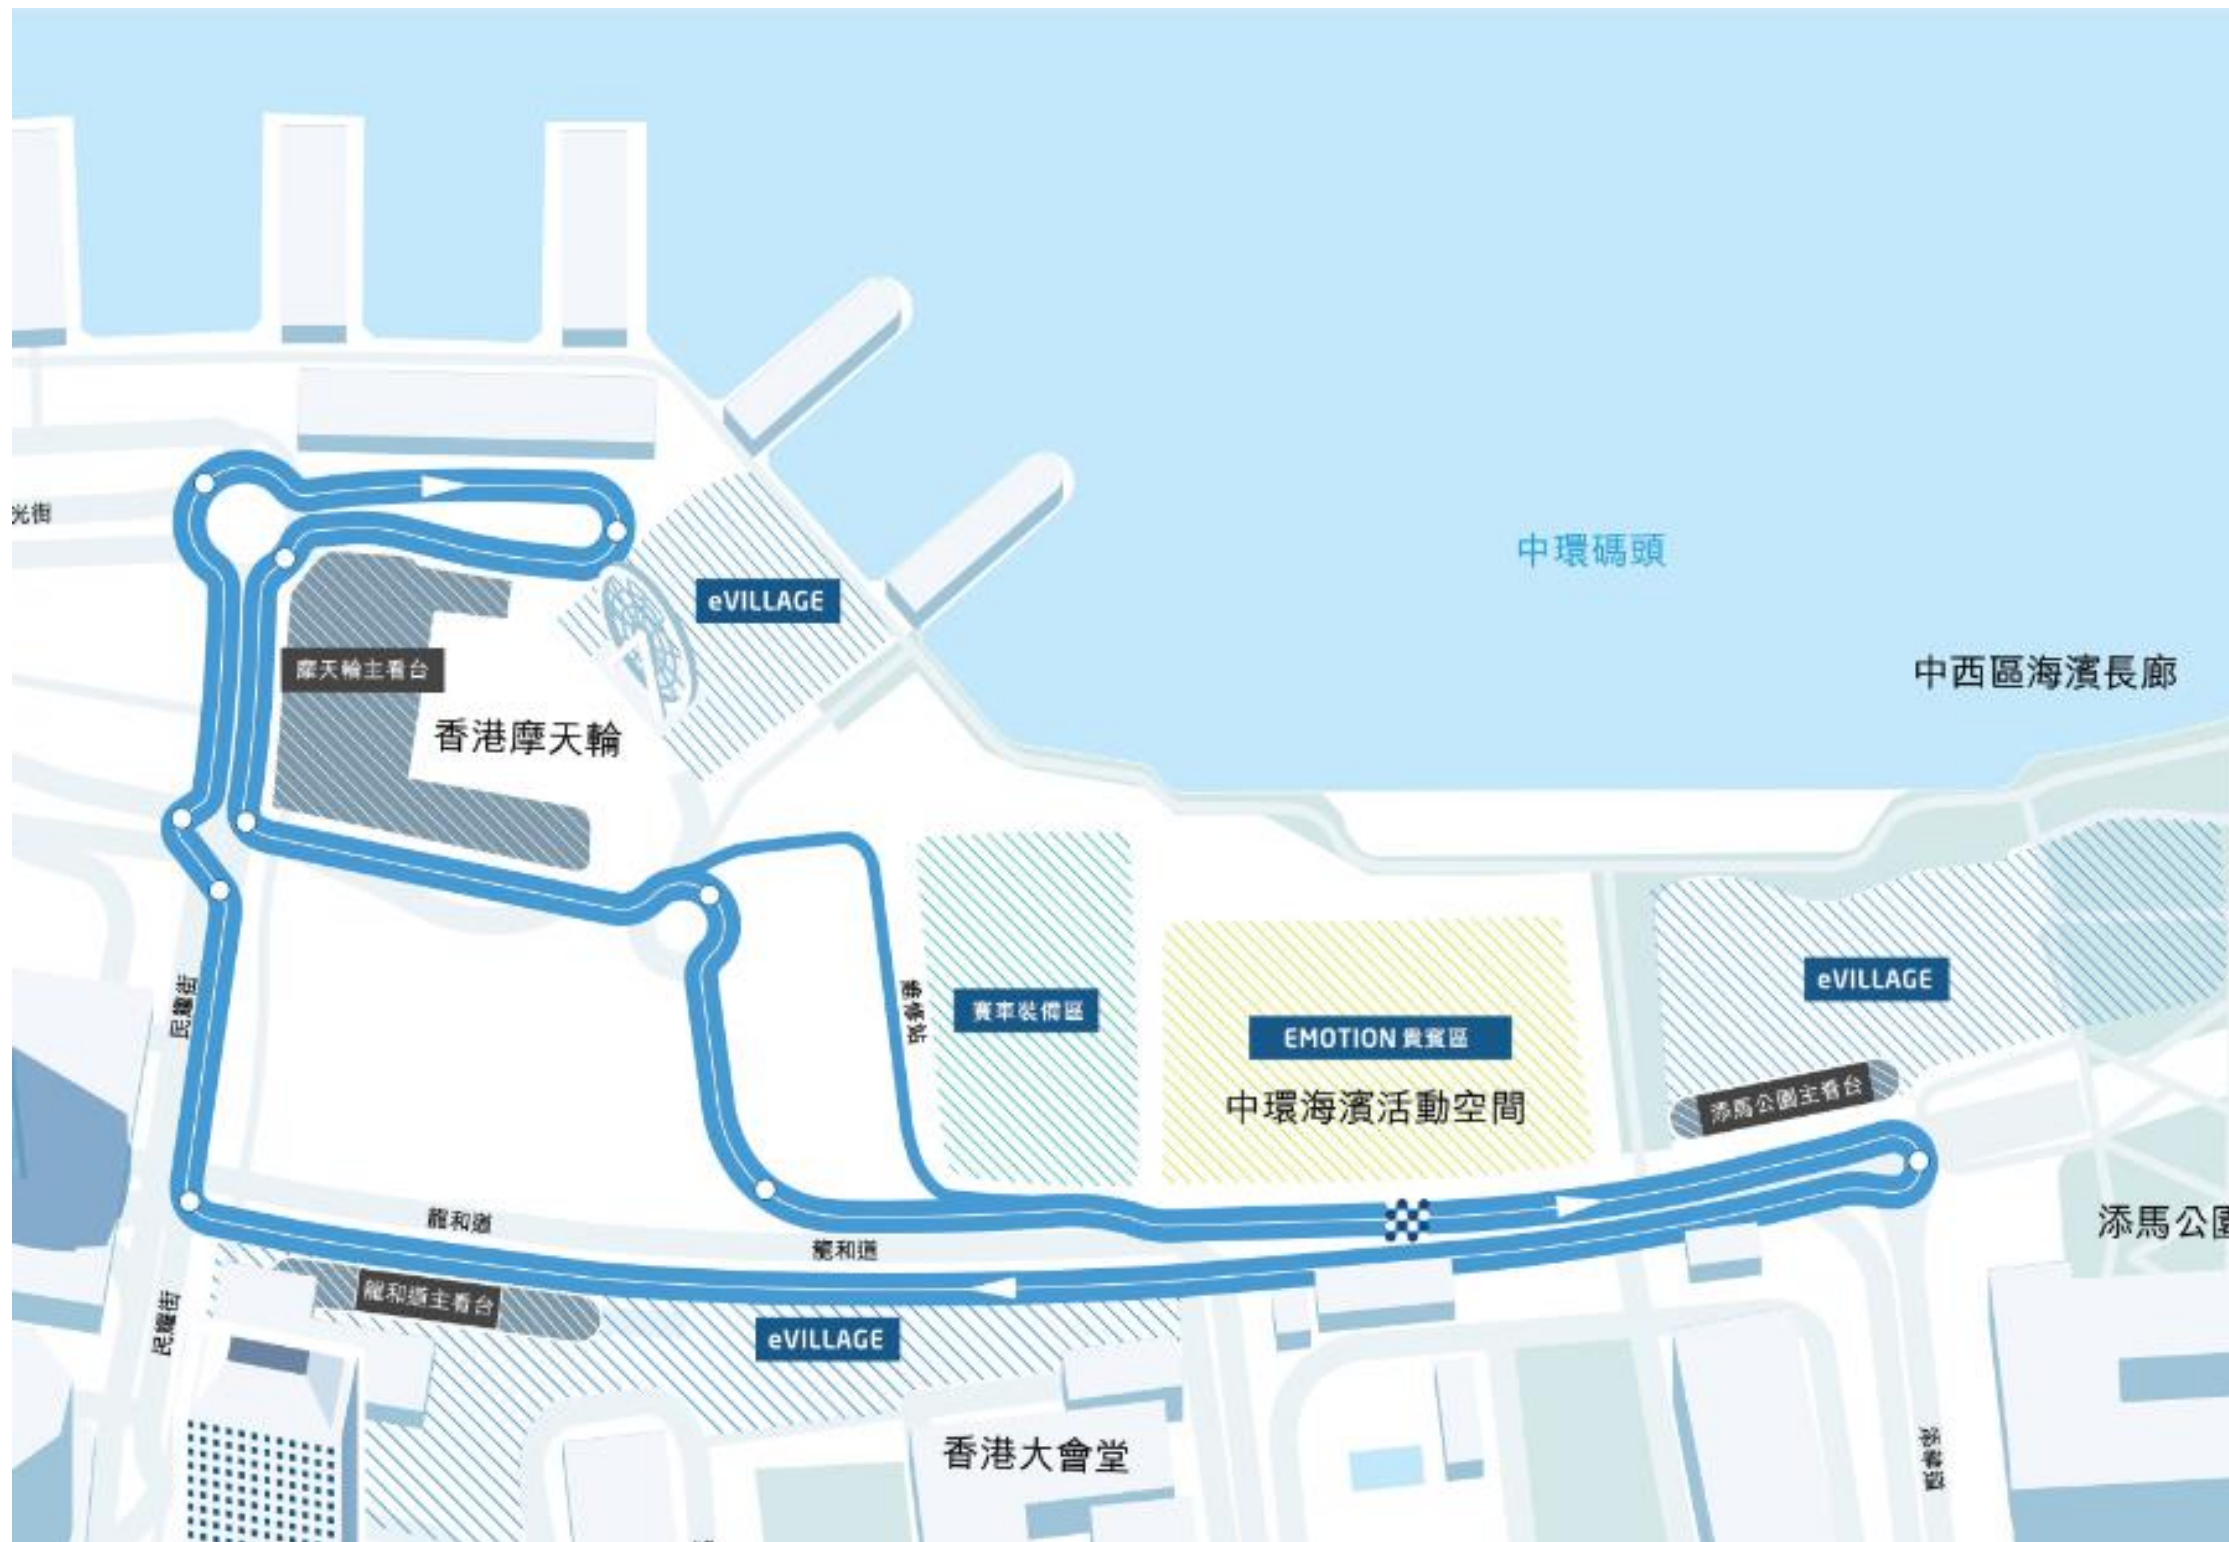 中環碼頭
光街
eVILLAGE
摩天輪主看台
中西區海濱長廊
香港摩天輪
eVILLAGE
民耀街
維修站
賽車裝備區
EMOTION 貴賓區
中環海濱活動空間
添馬公園主看台
龍和道
龍和道
添馬公園
民耀街
龍和道主看台
eVILLAGE
香港大會堂